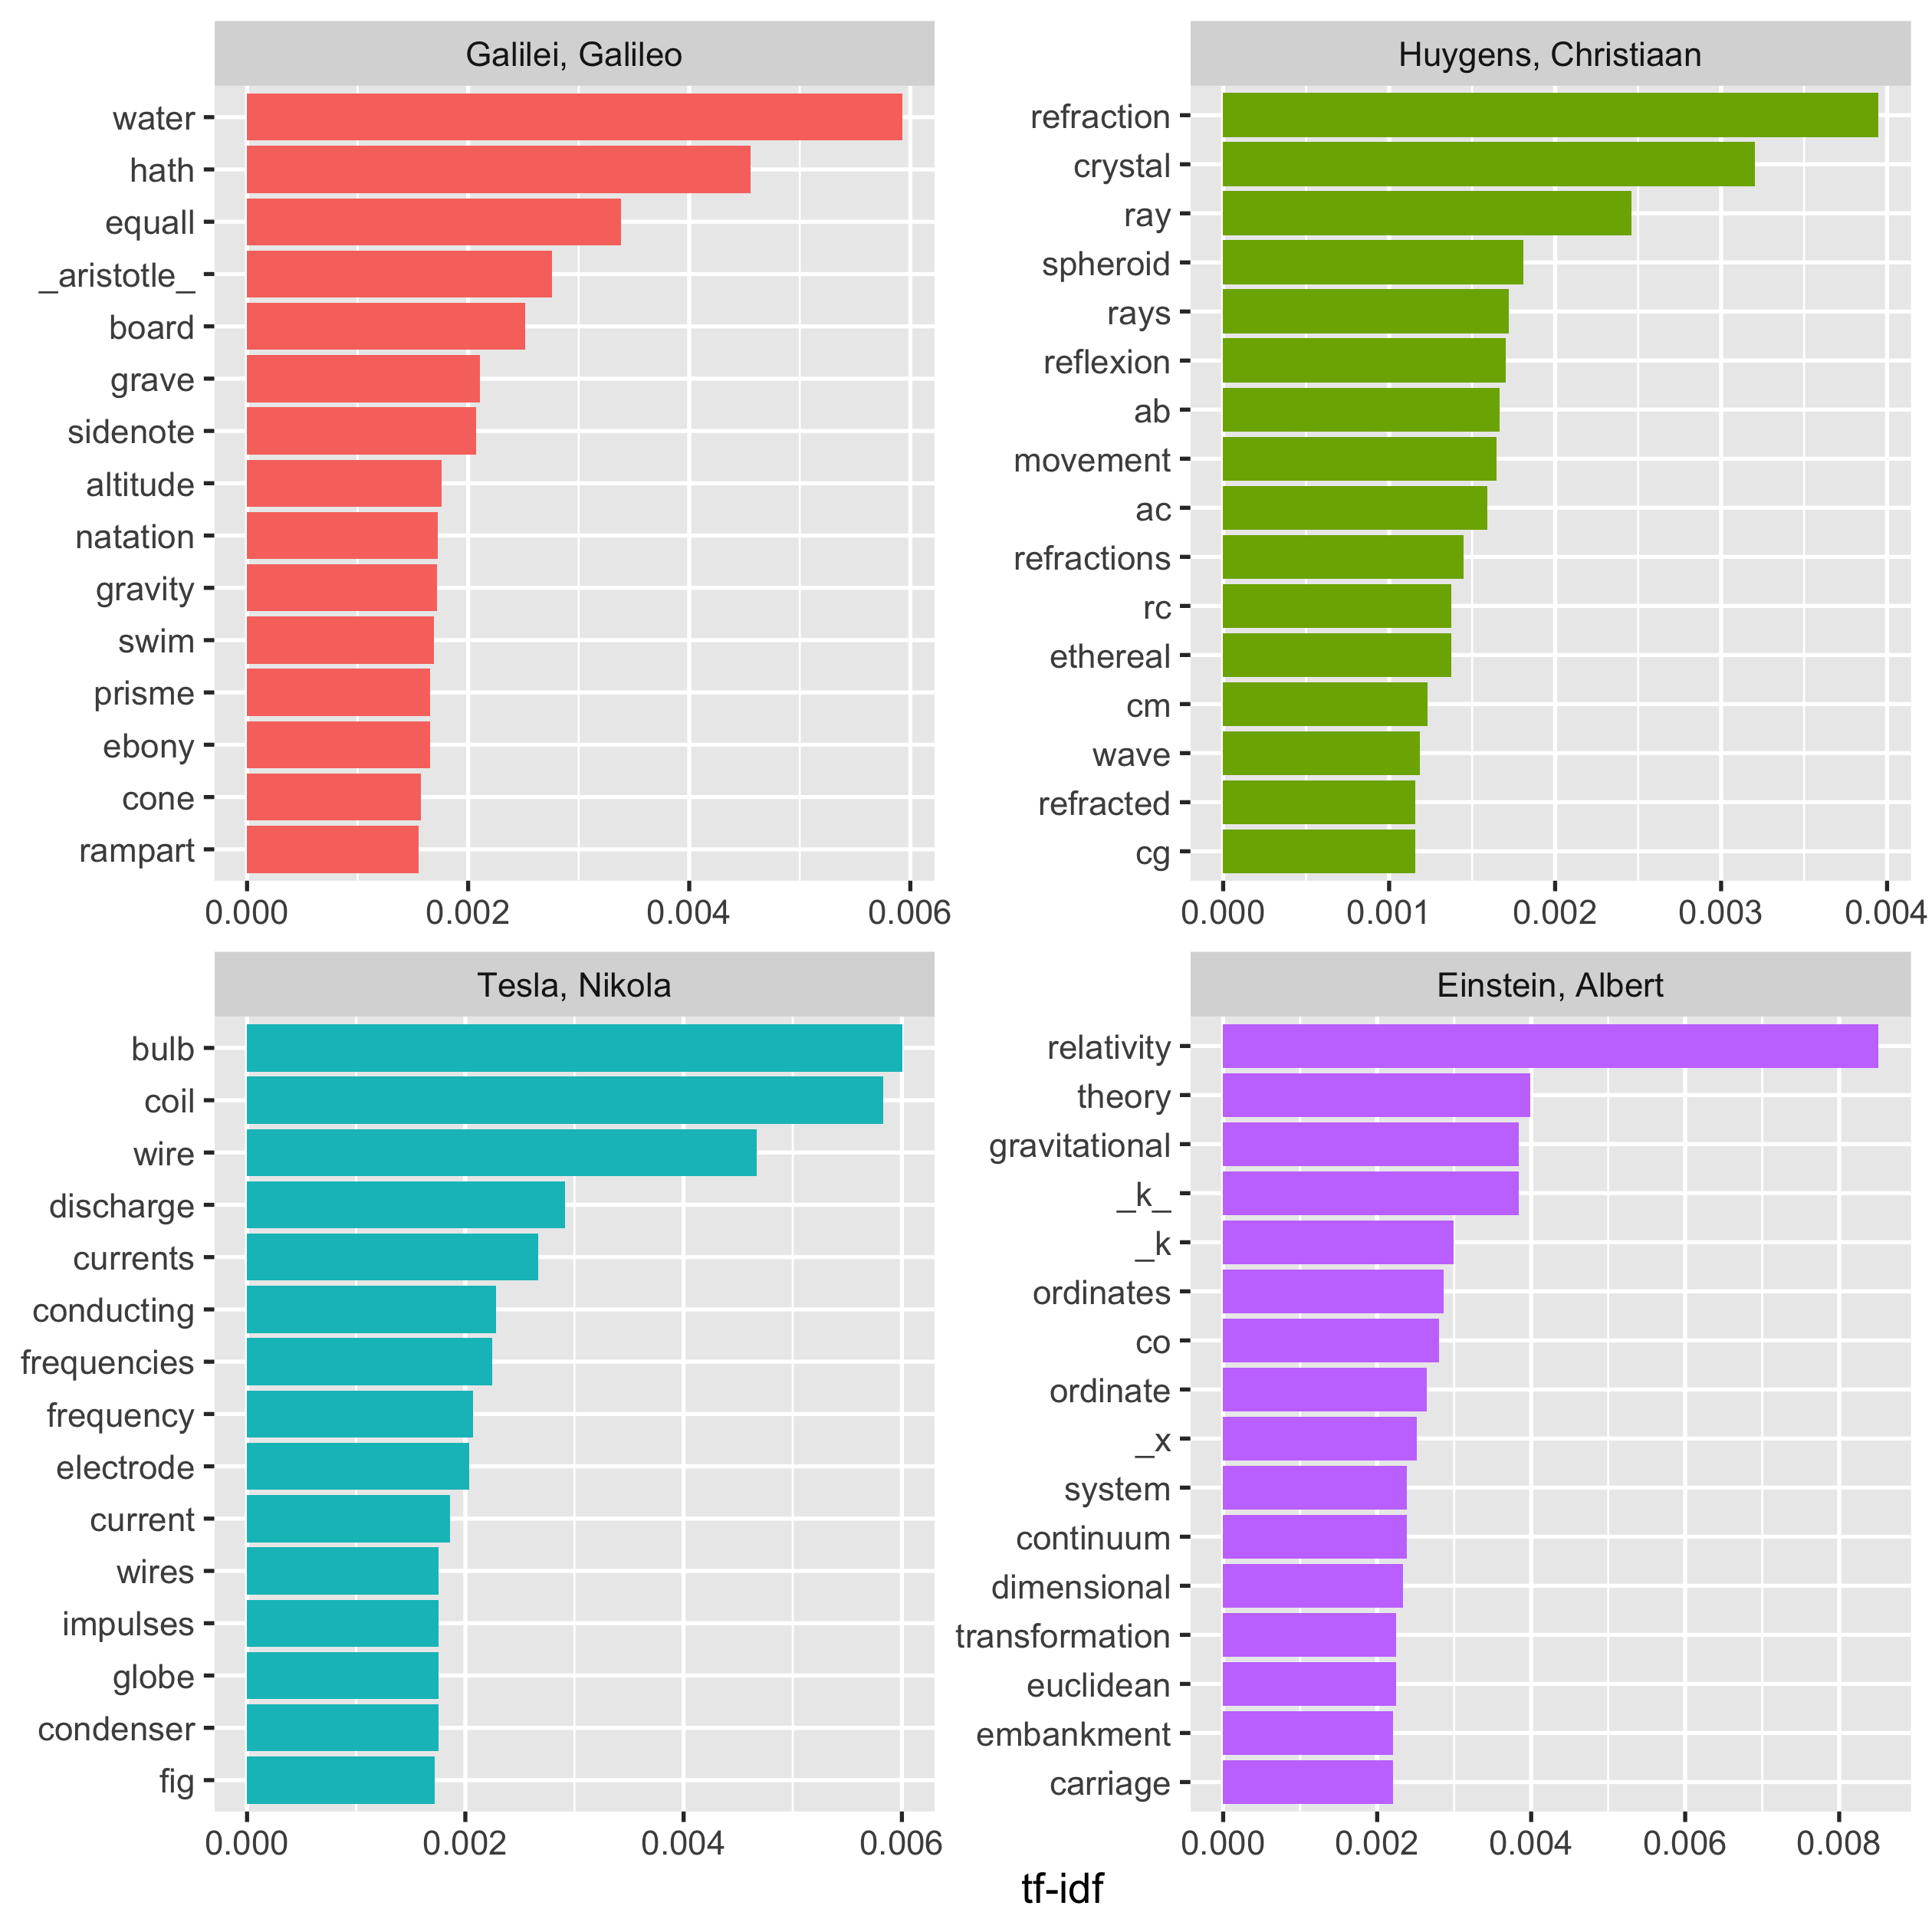 Galilei, Galileo
water
hath
equall
_aristotle_
board
grave
sidenote
altitude
natation
gravity
swim
prisme
ebony
cone
rampart
0.000 0.002 0.004 0.006
Huygens, Christiaan
refraction
crystal
ray
spheroid
rays
reflexion
ab
movement
ac
refractions
rc
ethereal
cm
wave
refracted
cg
0.000 0.001 0.002 0.003 0.004
Tesla, Nikola
bulb
coil
wire
discharge
currents
conducting
frequencies
frequency
electrode
current
wires
impulses
globe
condenser
fig
0.000 0.002 0.004 0.006
Einstein, Albert
relativity
theory
gravitational
_k_
_k
ordinates
co
ordinate
_x
system
continuum
dimensional
transformation
euclidean
embankment
carriage
0.000 0.002 0.004 0.006 0.008
tf-idf